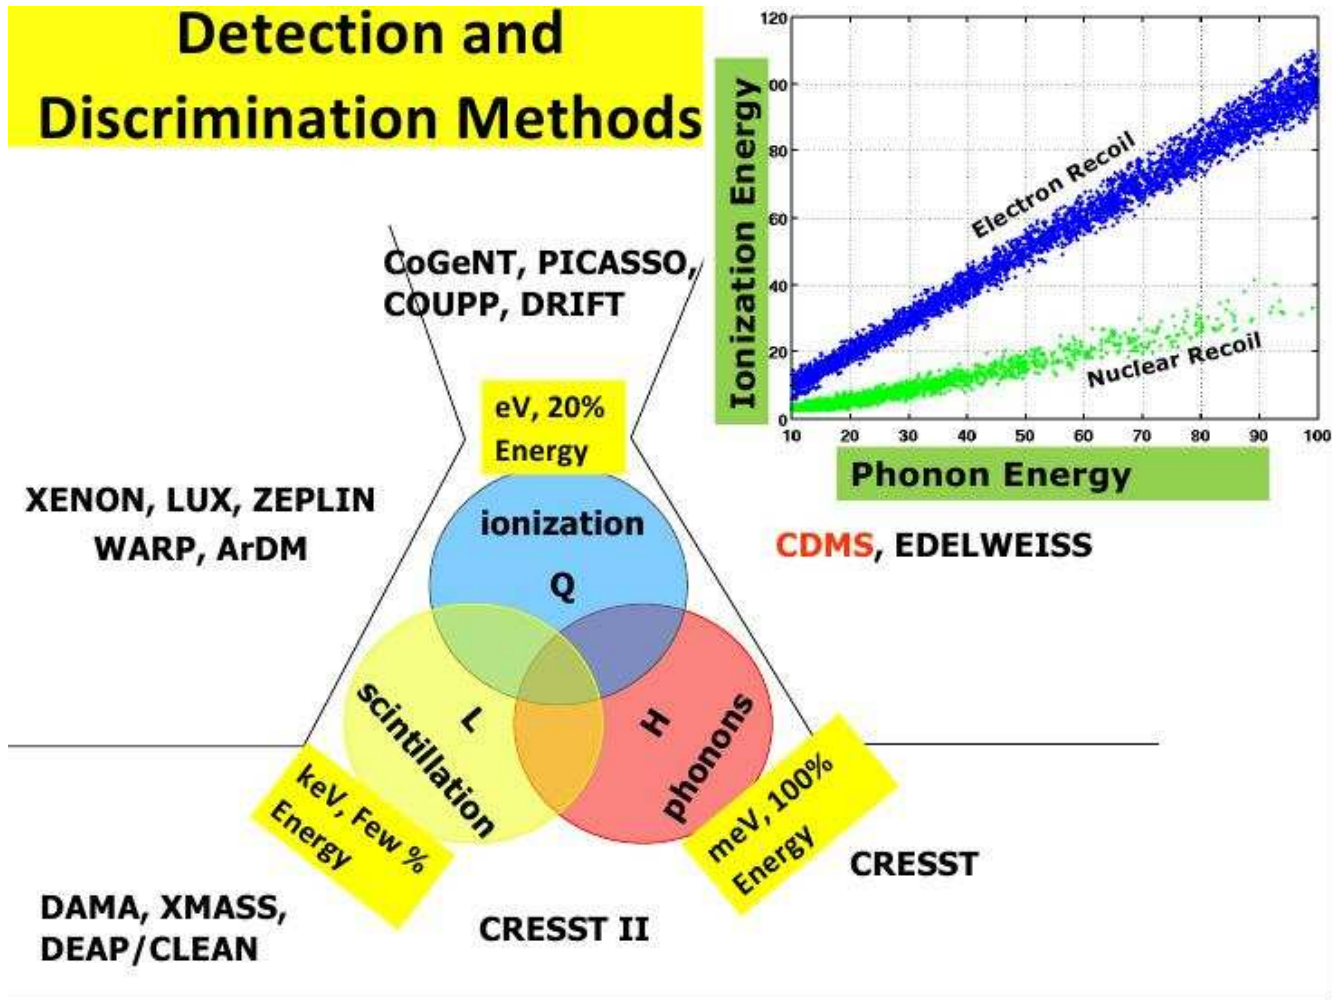 Detection and
Discrimination Methods
CoGeNT, PICASSO,
COUPP, DRIFT
eV, 20%
Energy
XENON, LUX, ZEPLIN
WARP, ArDM
ionization
Q
CDMS, EDELWEISS
L
scintillation
H
phonons
keV, Few %
Energy
meV, 100%
Energy
CRESST
DAMA, XMASS,
DEAP/CLEAN
CRESST II
Ionization Energy
120
00
80
60
40
20
0
Electron Recoil
Nuclear Recoil
10 20 30 40 50 60 70 80 90 100
Phonon Energy